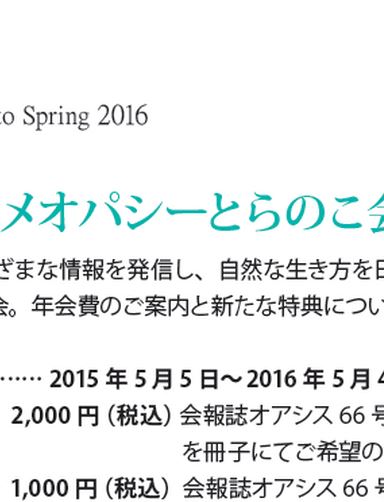 to Spring 2016
メオパシーとらのこ会
ざまな情報を発信し、自然な生き方を日
会。年会費のご案内と新たな特典につい
…… 2015 年 5 月 5 日〜 2016 年 5 月 4
2,000 円 (税込) 会報誌オアシス 66 号
を冊子にてご希望の
1,000 円 (税込) 会報誌オアシス 66 号